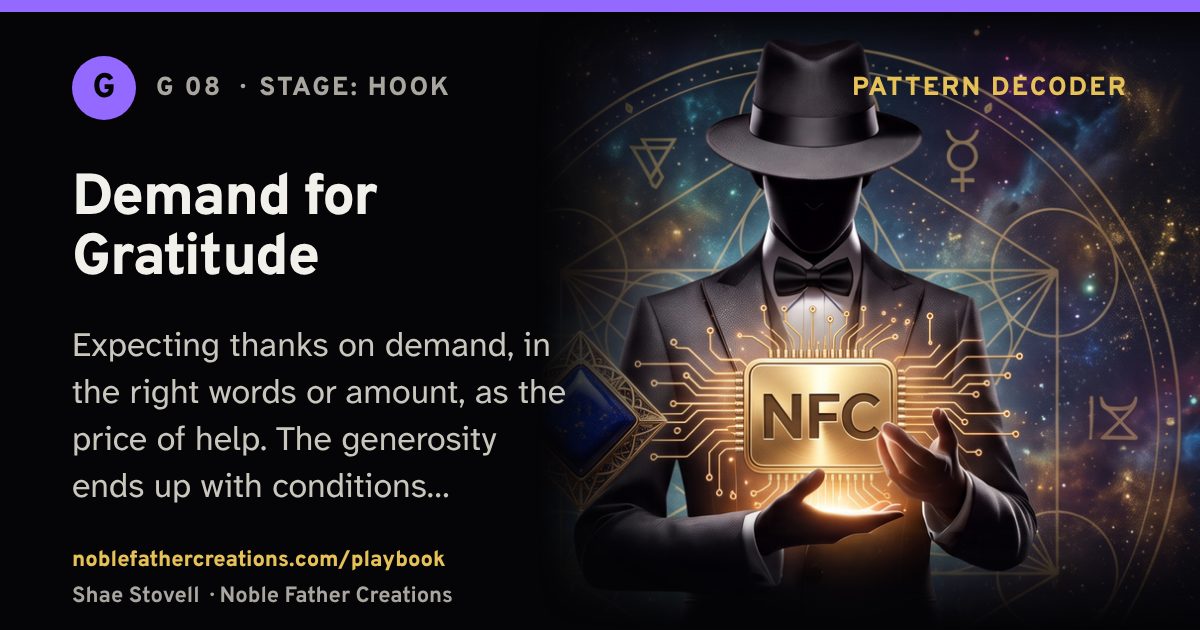 G
G 08 · STAGE: HOOK
PATTERN DECODER
Demand for
Gratitude
Expecting thanks on demand, in
the right words or amount, as the
price of help. The generosity
ends up with conditions...
NFC
noblefathercreations.com/playbook
Shae Stovell · Noble Father Creations